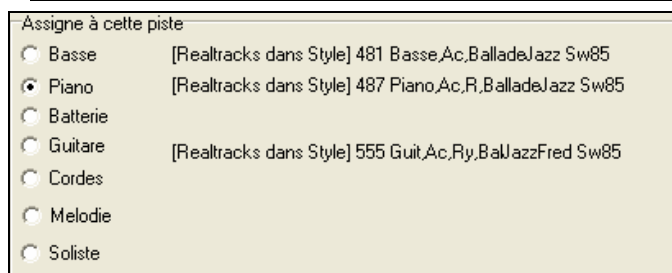 Assigne à cette piste
Basse [Realtracks dans Style] 481 Basse,Ac,BalladeJazz Sw85
Piano [Realtracks dans Style] 487 Piano,Ac,R,BalladeJazz Sw85
Batterie
Guitare [Realtracks dans Style] 555 Guit,Ac,Ry,BalJazzFred Sw85
Cordes
Melodie
Soliste